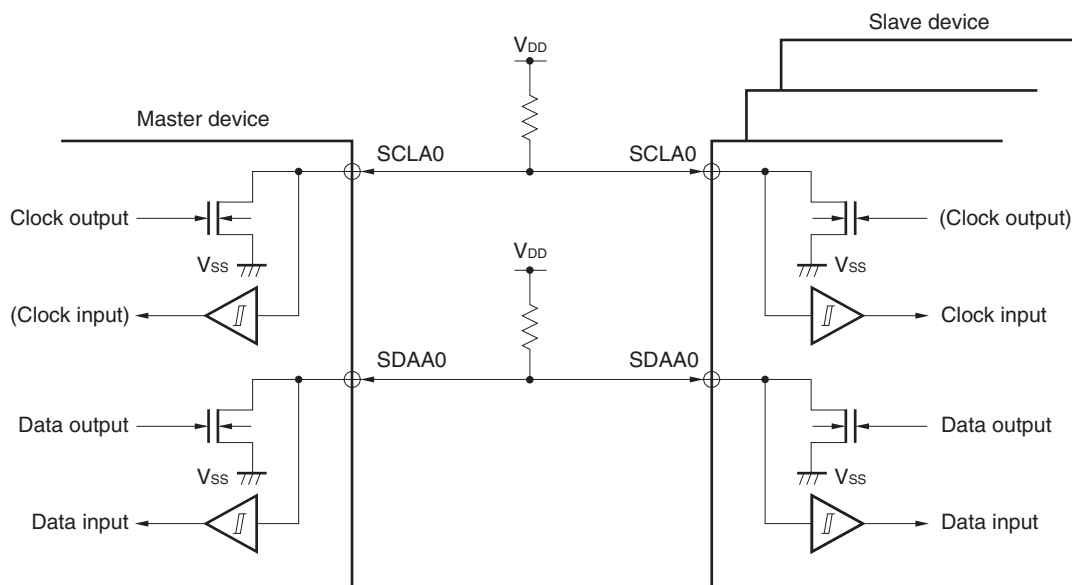 Slave device
VDD
Master device
SCLA0 SCLA0
Clock output (Clock output)
VSS VSS
VDD
(Clock input) Clock input
SDAA0 SDAA0
Data output Data output
VSS VSS
Data input Data input